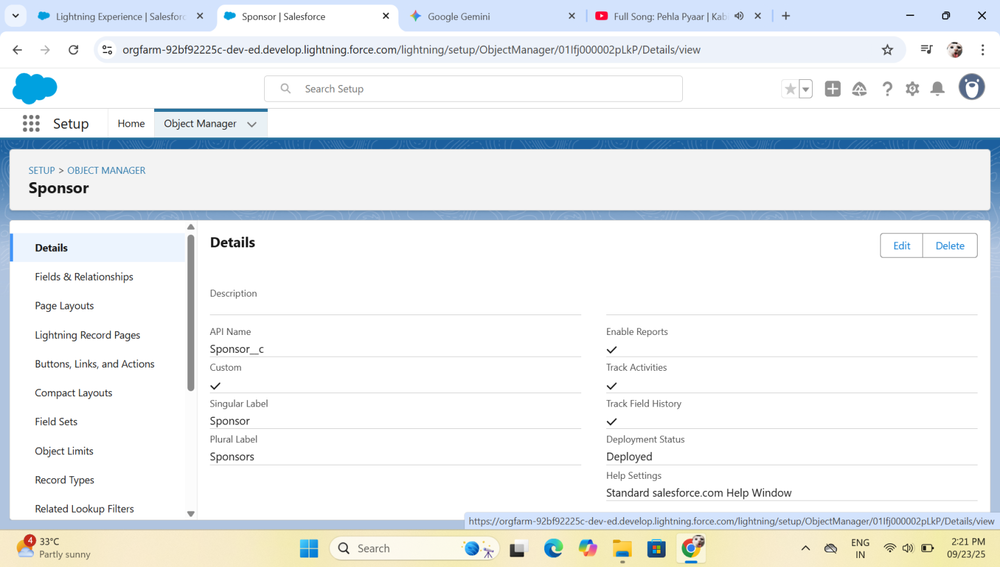 Lightning Experience | Salesforc
Sponsor | Salesforce
Google Gemini
Full Song: Pehla Pyaar | Kab
orgfarm-92bf92225c-dev-ed.develop.lightning.force.com/lightning/setup/ObjectManager/01Ifj000002pLkP/Details/view
Search Setup
Setup
Home
Object Manager
SETUP > OBJECT MANAGER
Sponsor
Details
Fields & Relationships
Page Layouts
Lightning Record Pages
Buttons, Links, and Actions
Compact Layouts
Field Sets
Object Limits
Record Types
Related Lookup Filters
Details
Edit
Delete
Description
API Name
Sponsor__c
Custom
Singular Label
Sponsor
Plural Label
Sponsors
Enable Reports
Track Activities
Track Field History
Deployment Status
Deployed
Help Settings
Standard salesforce.com Help Window
https://orgfarm-92bf92225c-dev-ed.develop.lightning.force.com/lightning/setup/ObjectManager/01Ifj000002pLkP/Details/view
4
33°C
Partly sunny
Search
ENG
IN
2:21 PM
09/23/25